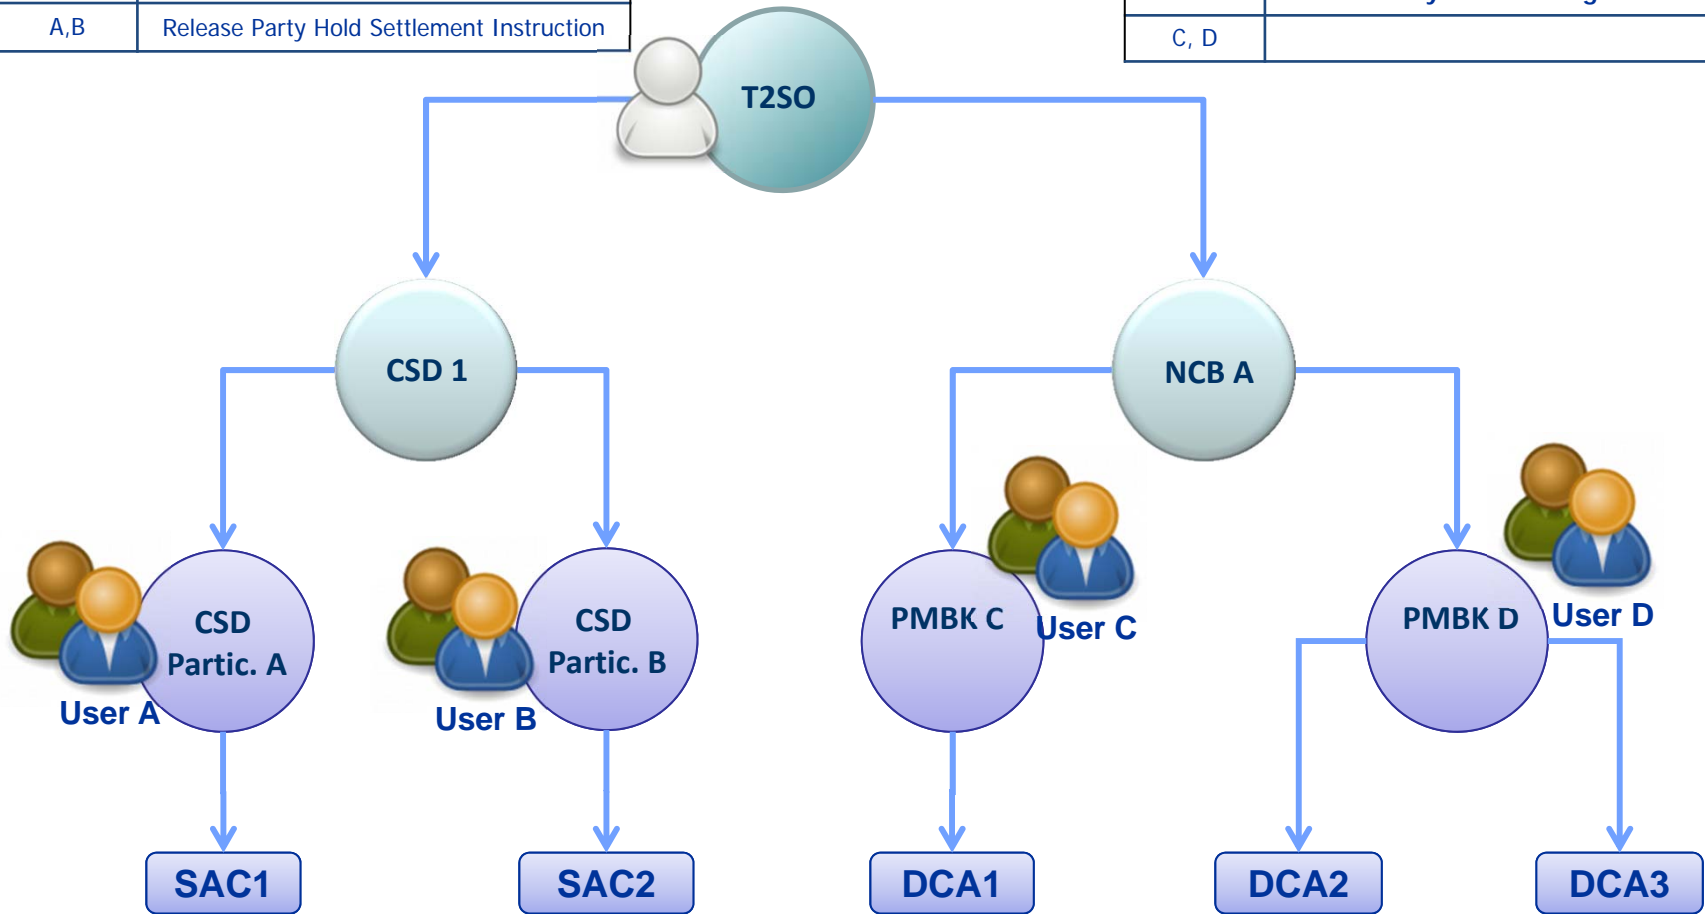 A,B Release Party Hold Settlement Instruction
C, D
T2SO
CSD 1
NCB A
CSD
Partic. A
User A
CSD
Partic. B
User B
PMBK C
User C
PMBK D
User D
SAC1
SAC2
DCA1
DCA2
DCA3